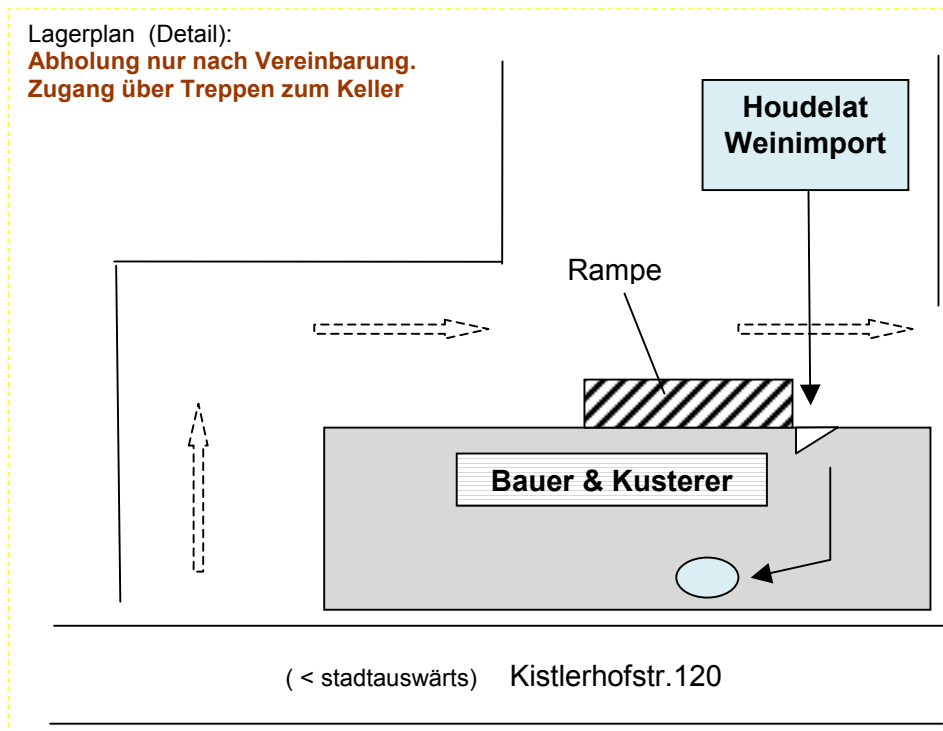 Lagerplan (Detail):
Abholung nur nach Vereinbarung.
Zugang über Treppen zum Keller
Houdelat
Weinimport
Rampe
Bauer & Kusterer
( < stadtauswärts) Kistlerhofstr.120